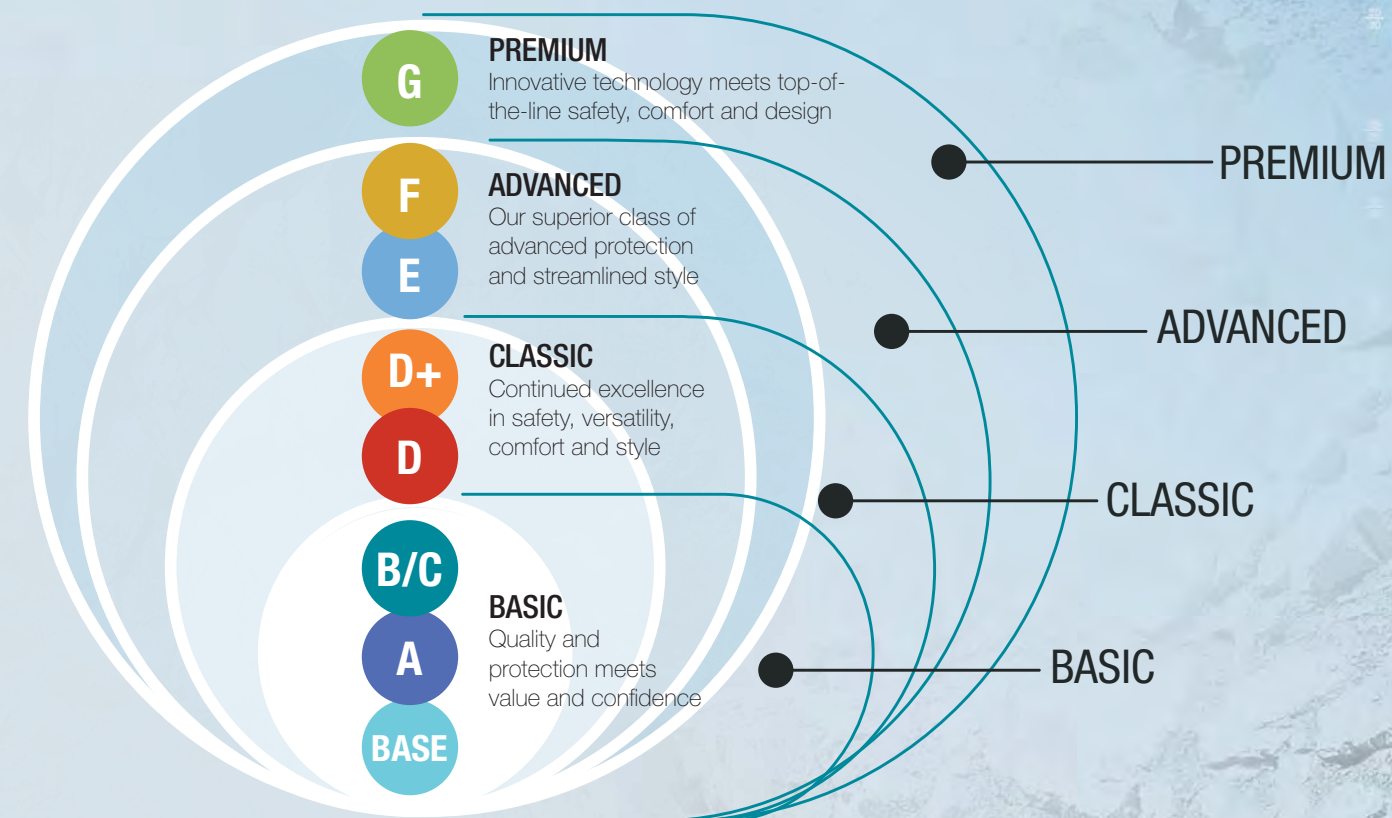 G
PREMIUM
Innovative technology meets top-of-
the-line safety, comfort and design
PREMIUM
F
ADVANCED
Our superior class of
advanced protection
and streamlined style
E
ADVANCED
D+
CLASSIC
Continued excellence
in safety, versatility,
comfort and style
D
CLASSIC
B/C
BASIC
Quality and
protection meets
value and confidence
A
BASIC
BASE